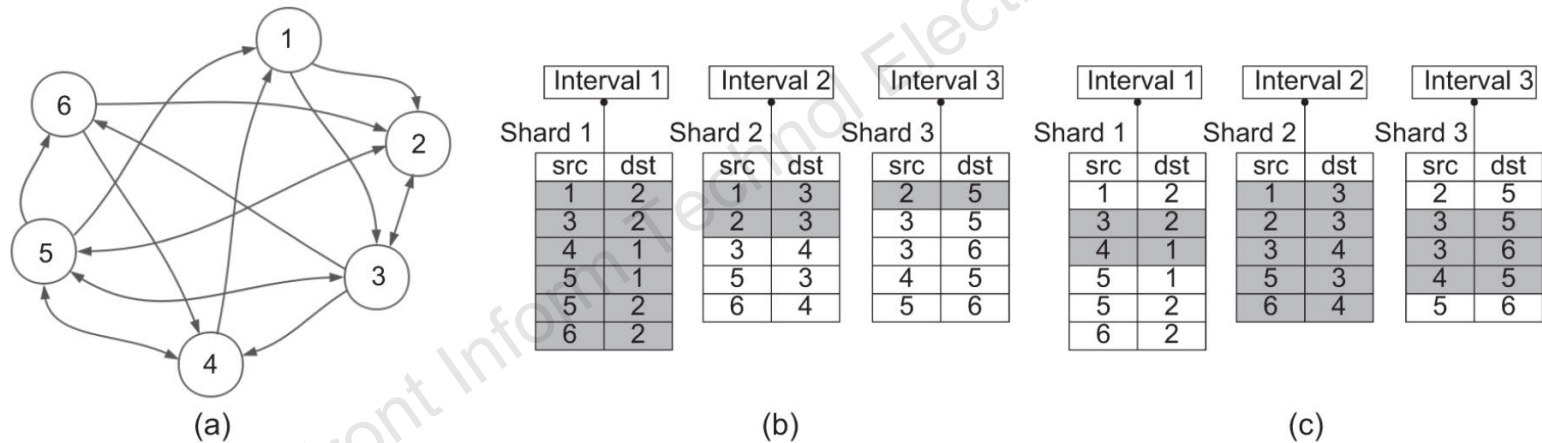 1
6
2
5
3
4
(a)
Interval 1 Interval 2 Interval 3
Shard 1 Shard 2 Shard 3
src dst src dst src dst
1 2 1 3 2 5
3 2 2 3 3 5
4 1 3 4 3 6
5 1 5 3 4 5
5 2 6 4 5 6
6 2
(b)
Interval 1 Interval 2 Interval 3
Shard 1 Shard 2 Shard 3
src dst src dst src dst
1 2 1 3 2 5
3 2 2 3 3 5
4 1 3 4 3 6
5 1 5 3 4 5
5 2 6 4 5 6
6 2
(c)
ront Inform Technol Electr